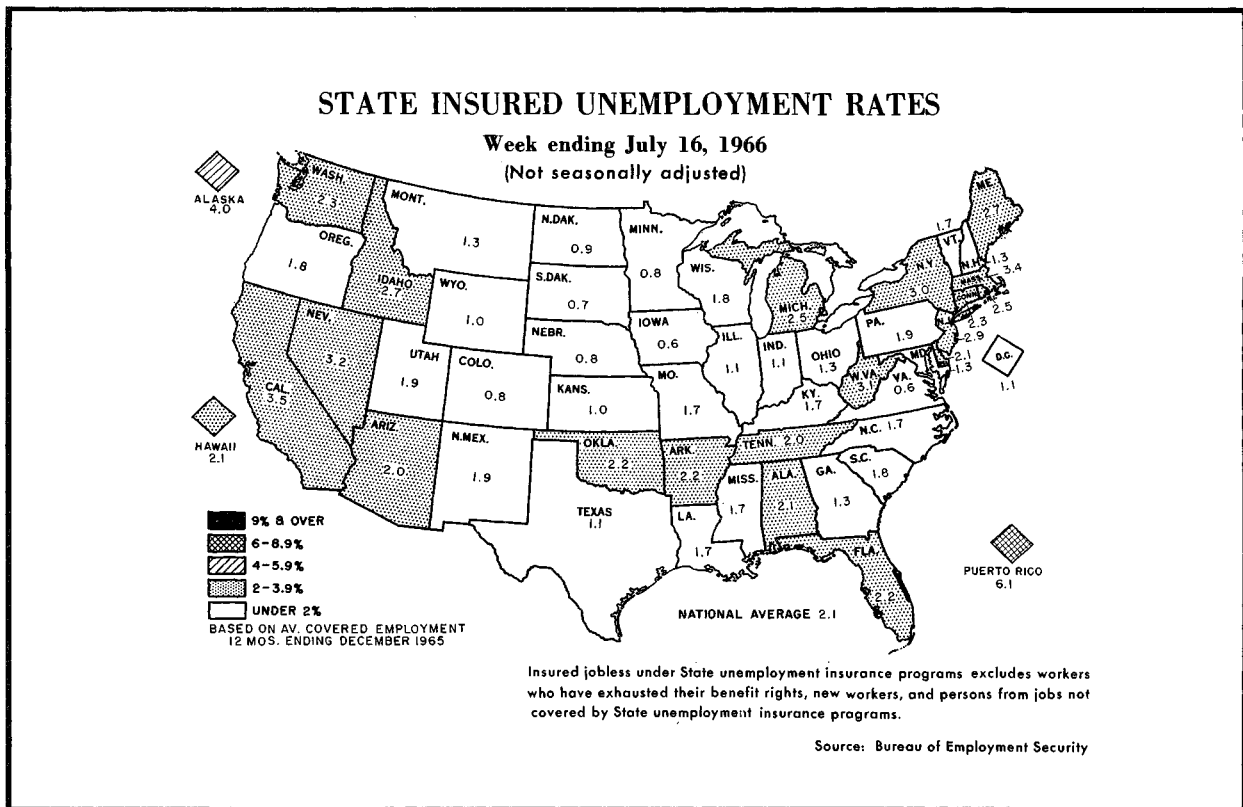 STATE INSURED UNEMPLOYMENT RATES
Week ending July 16, 1966
(Not seasonally adjusted)
ALASKA
4.0
WASH.
2.3
OREG.
1.8
IDAHO
2.7
MONT.
1.3
WYO.
1.0
N.DAK.
0.9
S.DAK.
0.7
NEBR.
0.8
KANS.
1.0
MINN.
0.8
IOWA
0.6
MO.
1.7
WIS.
1.8
ILL.
1.1
MICH.
2.5
IND.
1.1
OHIO
1.3
KY.
1.7
PA.
1.9
N.Y.
3.0
1.7
VT.
N.H.
1.3
ME.
2.7
MASS.
3.4
CONN.
2.5
2.3
N.J.
2.9
2.1
MD.
1.3
D.C.
1.1
W.VA.
3.1
VA.
0.6
N.C. 1.7
S.C.
1.8
TENN. 2.0
GA.
1.3
ALA.
2.1
MISS.
1.7
LA.
1.7
ARK.
2.2
OKLA.
2.2
TEXAS
1.1
N.MEX.
1.9
COLO.
0.8
UTAH
1.9
ARIZ.
2.0
NEV.
3.2
CAL.
3.5
FLA.
2.2
HAWAII
2.1
PUERTO RICO
6.1
9% & OVER
6-8.9%
4-5.9%
2-3.9%
UNDER 2%
BASED ON AV. COVERED EMPLOYMENT
12 MOS. ENDING DECEMBER 1965
NATIONAL AVERAGE 2.1
Insured jobless under State unemployment insurance programs excludes workers
who have exhausted their benefit rights, new workers, and persons from jobs not
covered by State unemployment insurance programs.
Source: Bureau of Employment Security